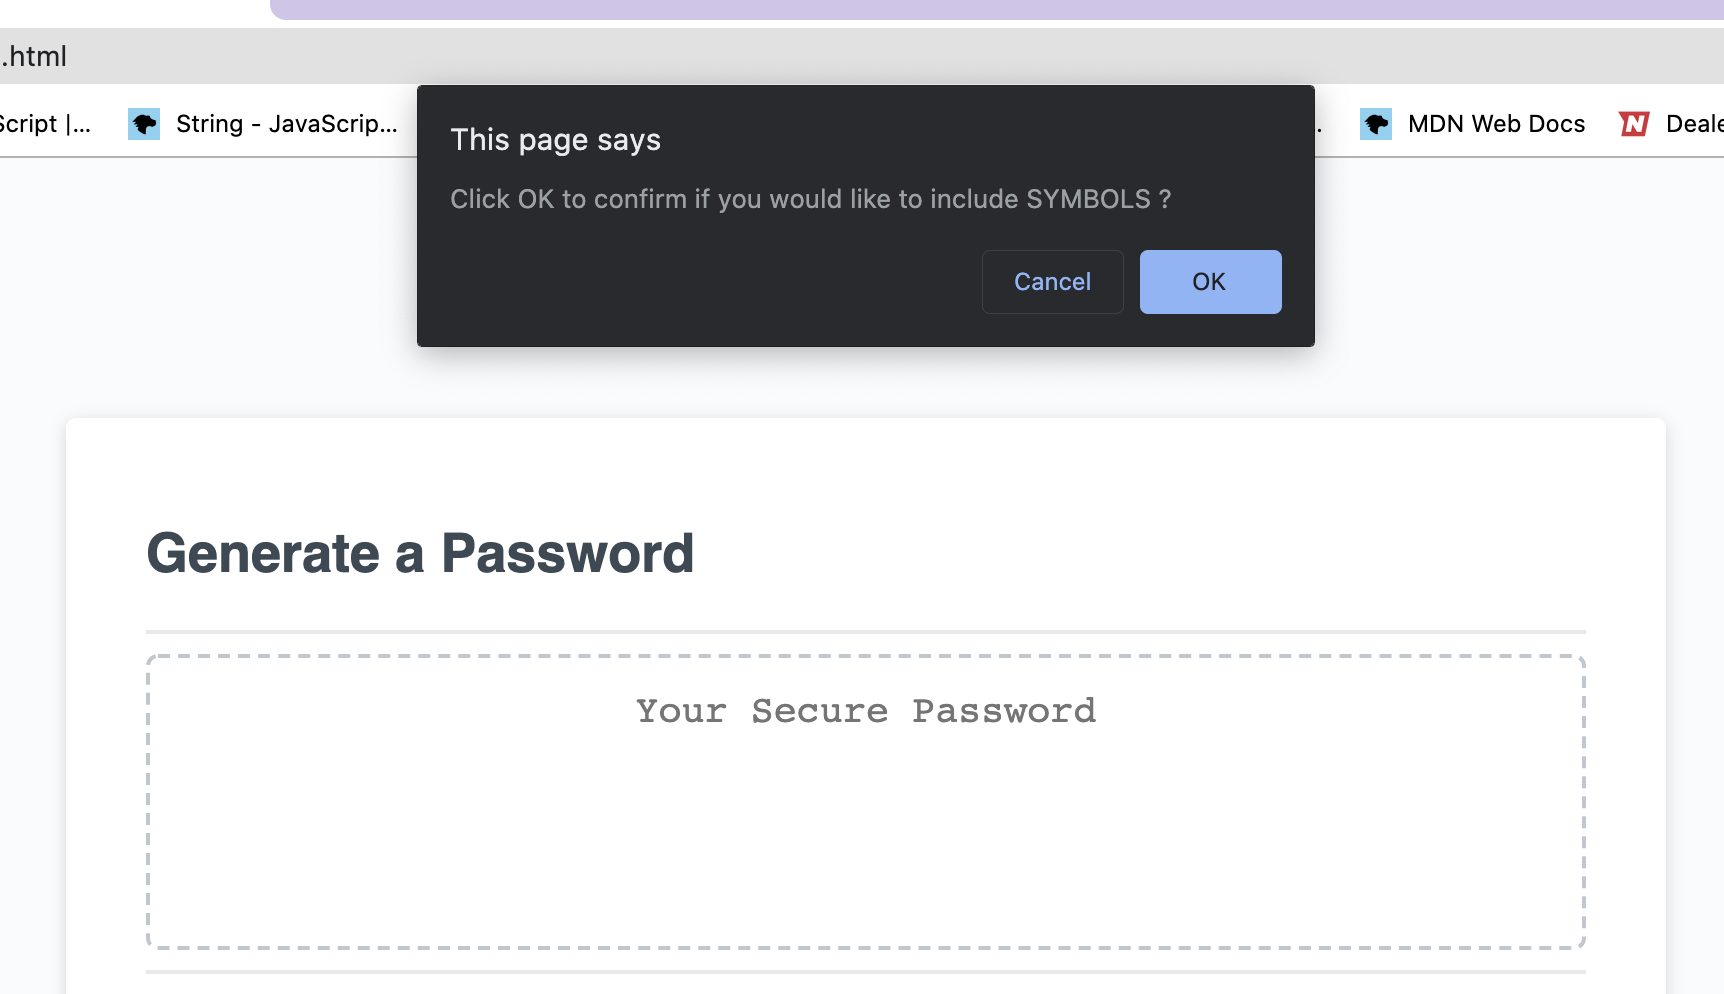 .html
Script |...
String - JavaScrip...
MDN Web Docs
Deale
This page says
Click OK to confirm if you would like to include SYMBOLS ?
Cancel
OK
Generate a Password
Your Secure Password